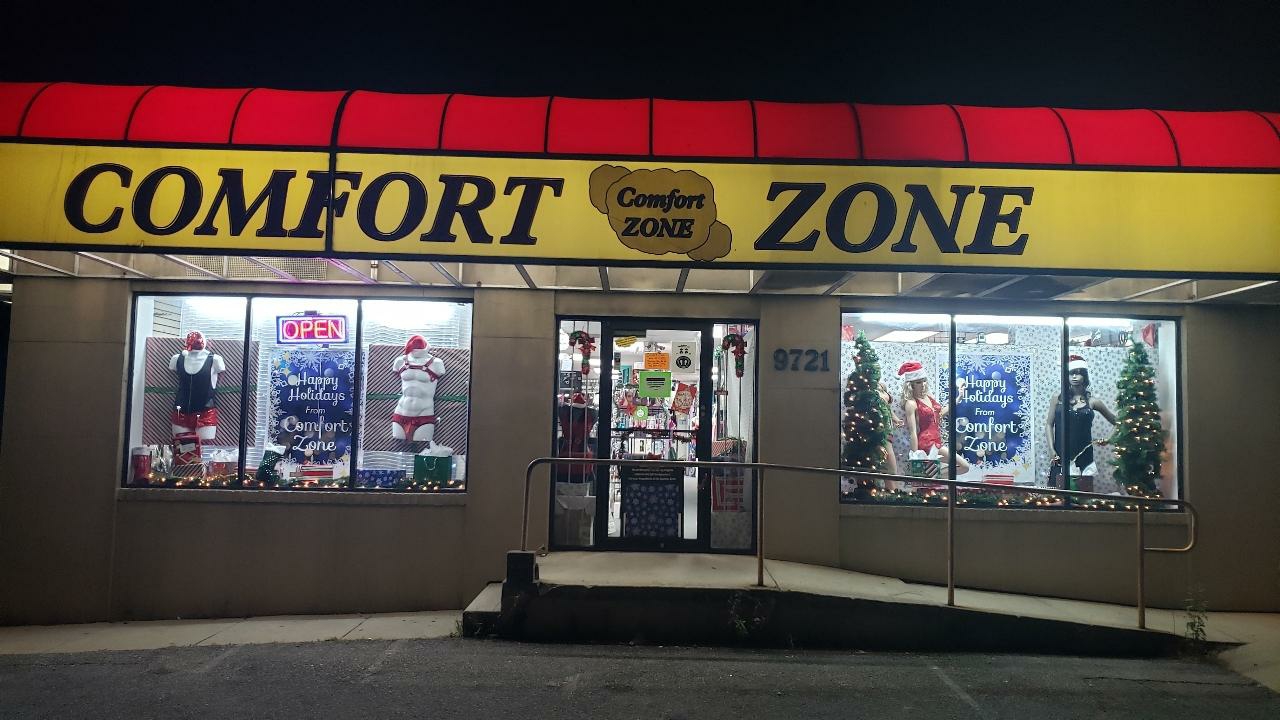 COMFORT ZONE
Comfort
ZONE
OPEN
Happy
Holidays
From
Comfort
Zone
9721
Happy
Holidays
From
Comfort
Zone